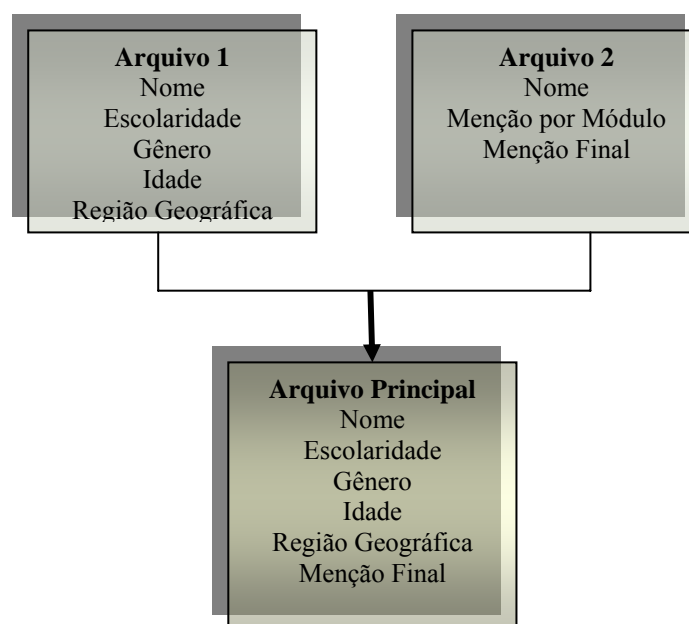 Arquivo 1
Nome
Escolaridade
Gênero
Idade
Região Geográfica
Arquivo 2
Nome
Menção por Módulo
Menção Final
Arquivo Principal
Nome
Escolaridade
Gênero
Idade
Região Geográfica
Menção Final